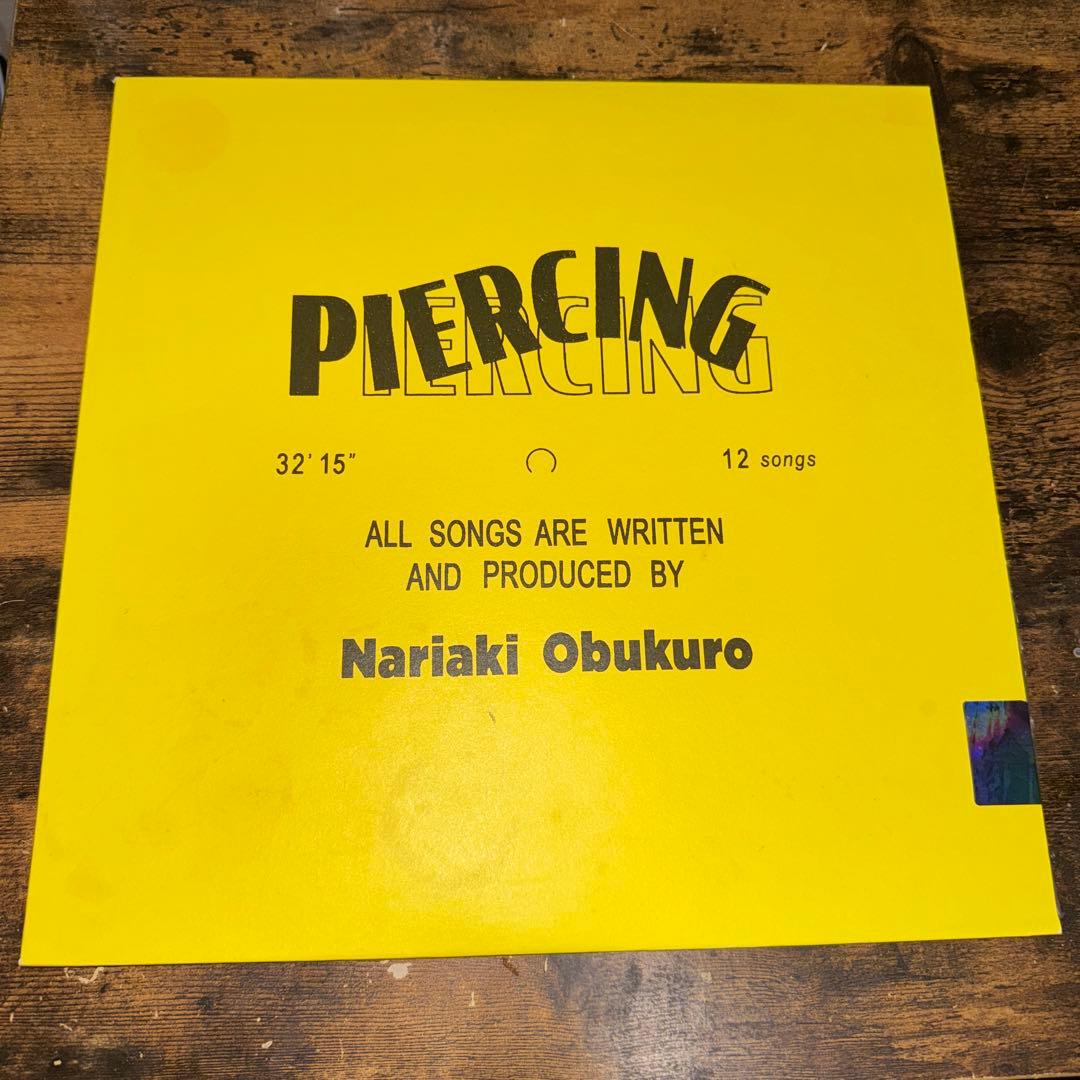 PIERCING
PIERCING
32' 15"
12 songs
ALL SONGS ARE WRITTEN
AND PRODUCED BY
Nariaki Obukuro